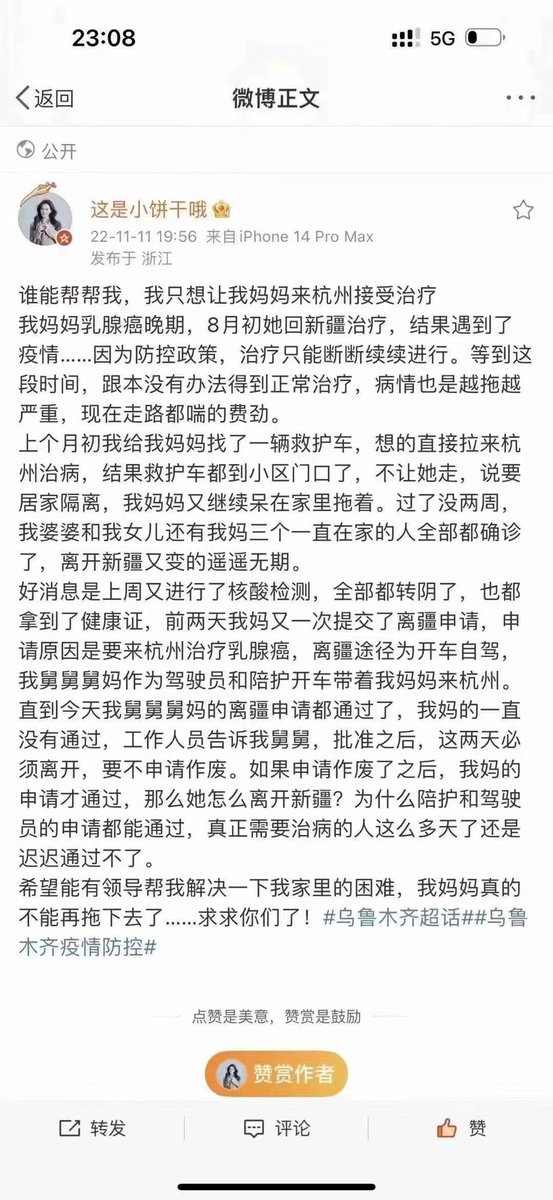 23:08
5G
返回
微博正文
公开
这是小饼干哦
22-11-11 19:56 来自iPhone 14 Pro Max
发布于 浙江
谁能帮帮我，我只想让我妈妈来杭州接受治疗
我妈妈乳腺癌晚期，8月初她回新疆治疗，结果遇到了
疫情……因为防控政策，治疗只能断断续续进行。等到这
段时间，跟本没有办法得到正常治疗，病情也是越拖越
严重，现在走路都喘的费劲。
上个月初我给我妈妈找了一辆救护车，想的直接拉来杭
州治病，结果救护车都到小区门口了，不让她走，说要
居家隔离，我妈妈又继续呆在家里拖着。过了没两周，
我婆婆和我女儿还有我妈三个一直在家的人全部都确诊
了，离开新疆又变的遥遥无期。
好消息是上周又进行了核酸检测，全部都转阴了，也都
拿到了健康证，前两天我妈又一次提交了离疆申请，申
请原因是要来杭州治疗乳腺癌，离疆途径为开车自驾，
我舅舅舅妈作为驾驶员和陪护开车带着我妈妈来杭州。
直到今天我舅舅舅妈的离疆申请都通过了，我妈的一直
没有通过，工作人员告诉我舅舅，批准之后，这两天必
须离开，要不申请作废。如果申请作废了之后，我妈的
申请才通过，那么她怎么离开新疆？为什么陪护和驾驶
员的申请都能通过，真正需要治病的人这么多天了还是
迟迟通过不了。
希望能有领导帮我解决一下我家里的困难，我妈妈真的
不能再拖下去了……求求你们了！#乌鲁木齐超话##乌鲁
木齐疫情防控#
点赞是美意，赞赏是鼓励
赞赏作者
转发
评论
赞